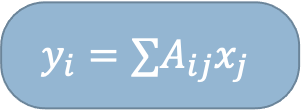 yᵢ = ∑Aᵢⱼxⱼ